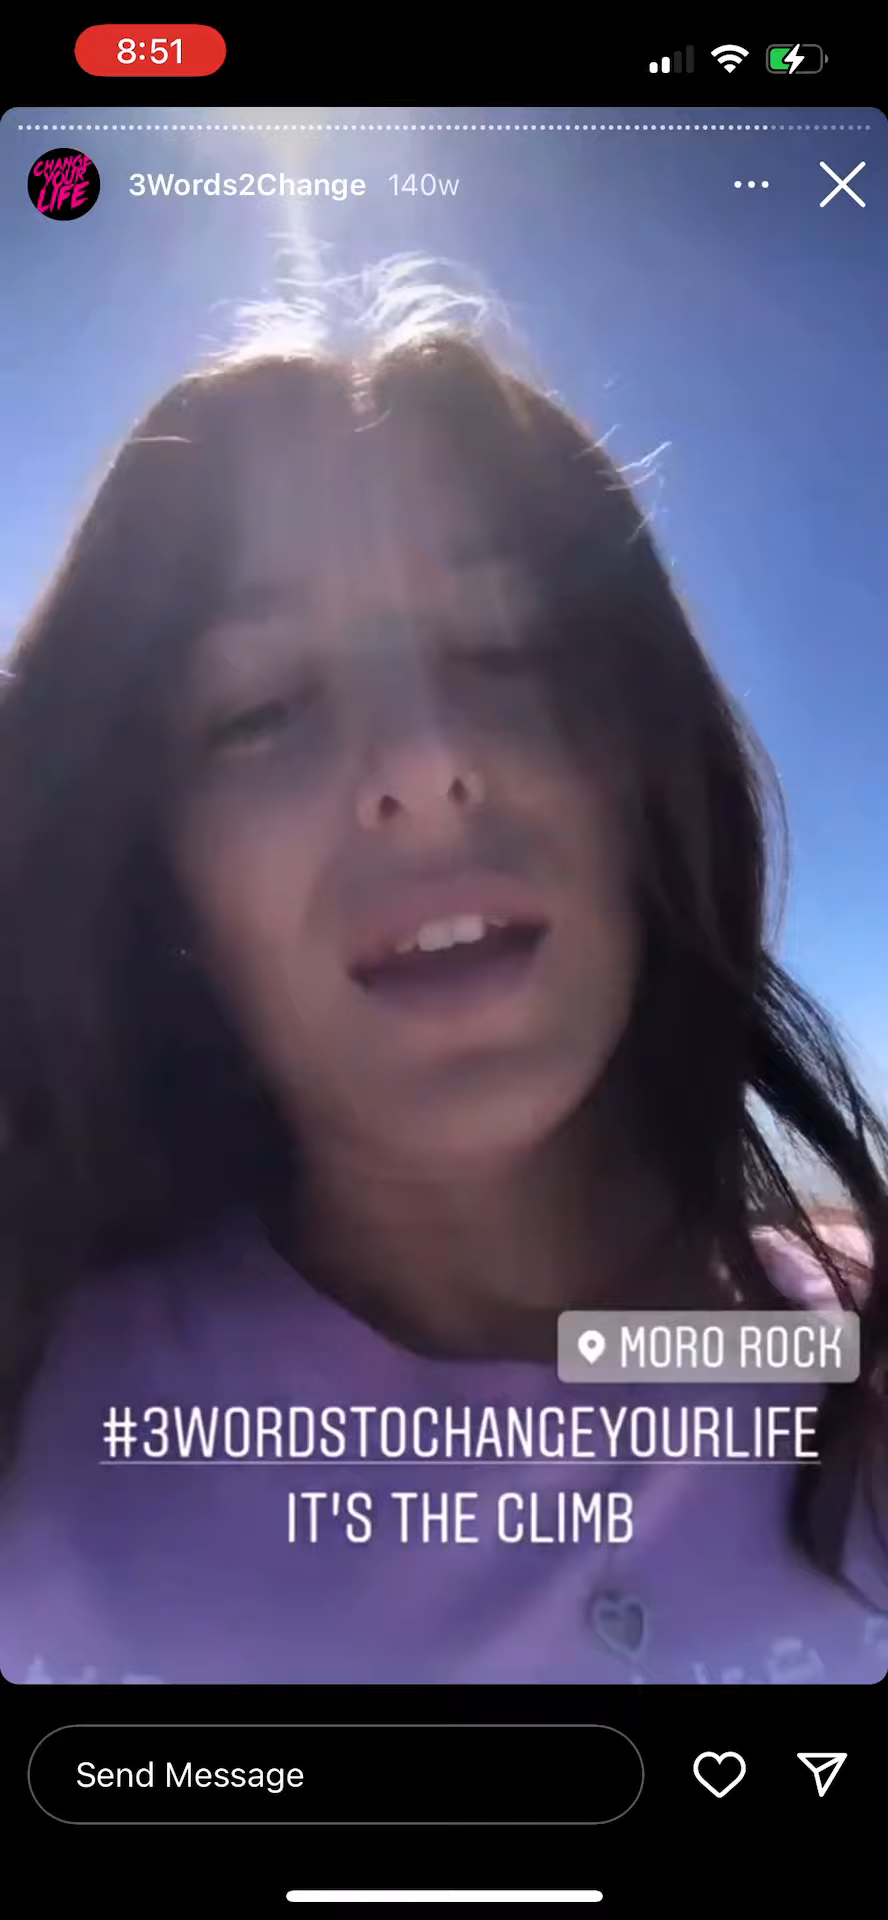 8:51
CHANGE
YOUR
LIFE
3Words2Change 140w
MORO ROCK
#3WORDSTOCHANGEYOURLIFE
IT'S THE CLIMB
Send Message